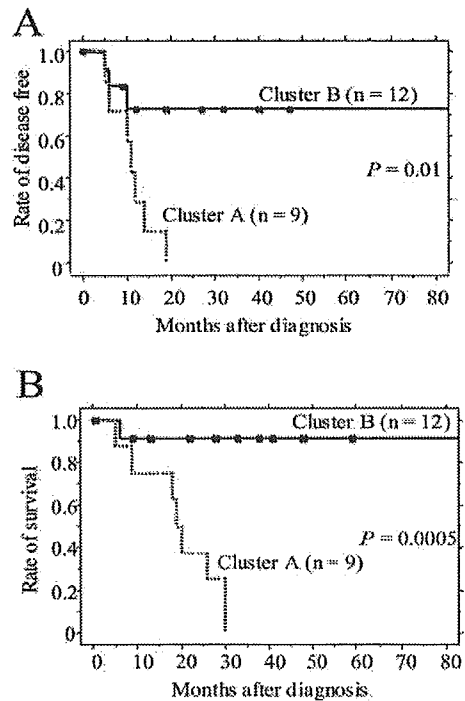 A
Rate of disease free
1.0
0.8
0.6
0.4
0.2
0
Cluster B (n = 12)
P = 0.01
Cluster A (n = 9)
0 10 20 30 40 50 60 70 80
Months after diagnosis
B
Rate of survival
1.0
0.8
0.6
0.4
0.2
0
Cluster B (n = 12)
P = 0.0005
Cluster A (n = 9)
0 10 20 30 40 50 60 70 80
Months after diagnosis